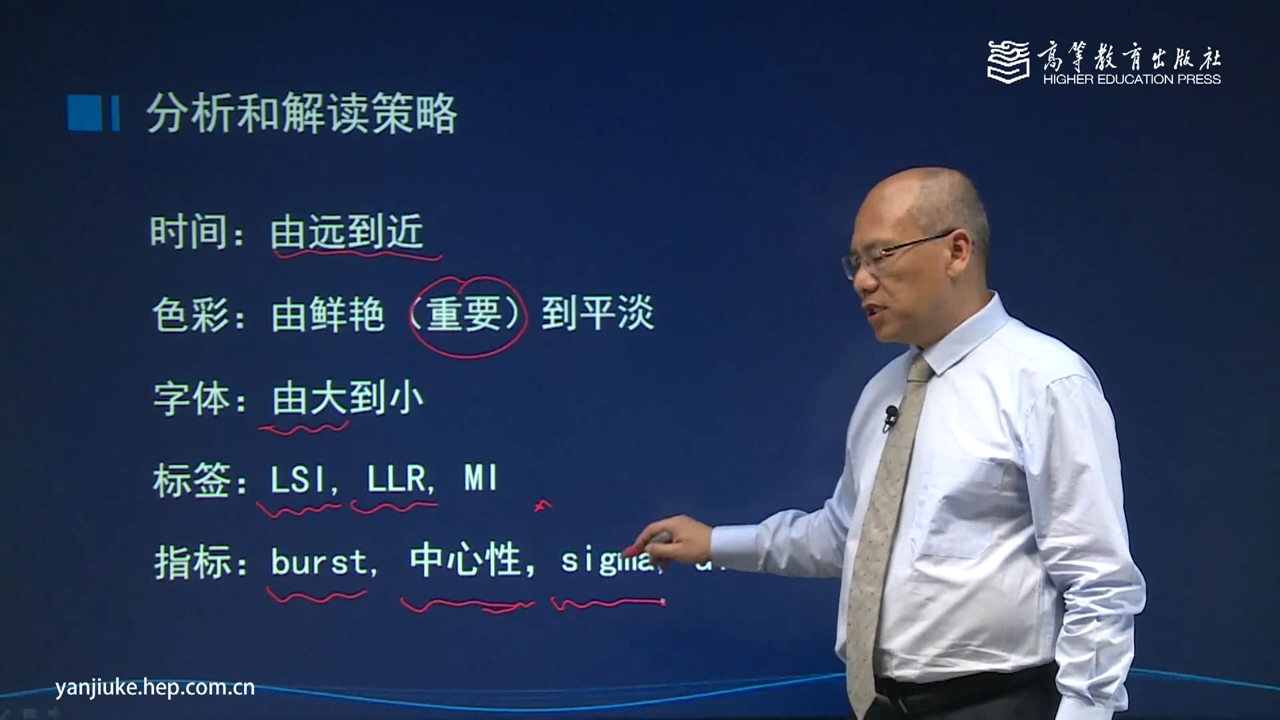 高等教育出版社
HIGHER EDUCATION PRESS
分析和解读策略
时间：由远到近
色彩：由鲜艳（重要）到平淡
字体：由大到小
标签：LSI, LLR, MI
指标：burst, 中心性, sigma,
yanjiuke.hep.com.cn